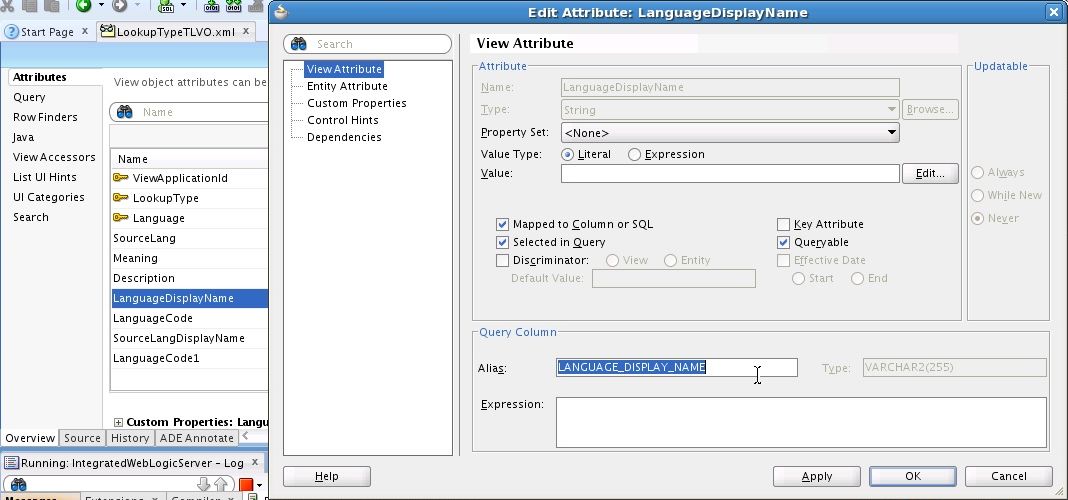 Edit Attribute: LanguageDisplayName
Start Page
LookupTypeTLVO.xml
Attributes
Query
Row Finders
Java
View Accessors
List UI Hints
UI Categories
Search
View object attributes can be
Name
Name
ViewApplicationId
LookupType
Language
SourceLang
Meaning
Description
LanguageDisplayName
LanguageCode
SourceLangDisplayName
LanguageCode1
Custom Properties: Langu
Overview
Source
History
ADE Annotate
Running: IntegratedWebLogicServer - Log
Search
View Attribute
Entity Attribute
Custom Properties
Control Hints
Dependencies
View Attribute
Attribute
Name:
LanguageDisplayName
Type:
String
Browse...
Property Set:
<None>
Value Type:
Literal
Expression
Value:
Edit...
Mapped to Column or SQL
Key Attribute
Selected in Query
Queryable
Discriminator:
View
Entity
Effective Date
Default Value:
Start
End
Updatable
Always
While New
Never
Query Column
Alias:
LANGUAGE_DISPLAY_NAME
Type:
VARCHAR2(255)
Expression:
Help
Apply
OK
Cancel